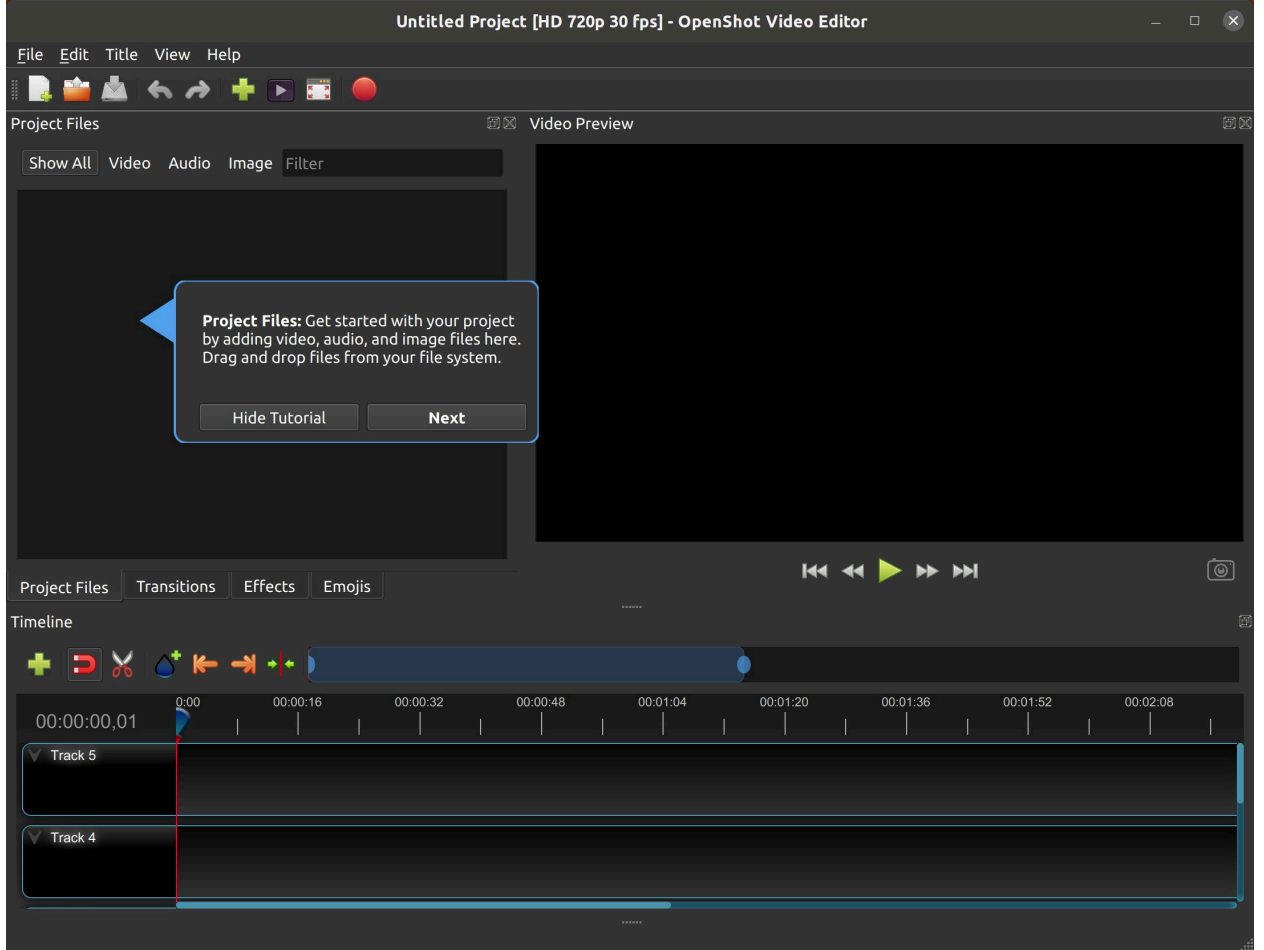 Untitled Project [HD 720p 30 fps] - OpenShot Video Editor
File Edit Title View Help
Project Files
Video Preview
Show All Video Audio Image Filter
Project Files: Get started with your project
by adding video, audio, and image files here.
Drag and drop files from your file system.
Hide Tutorial Next
Project Files Transitions Effects Emojis
Timeline
0:00 00:00:16 00:00:32 00:00:48 00:01:04 00:01:20 00:01:36 00:01:52 00:02:08
00:00:00,01
Track 5
Track 4